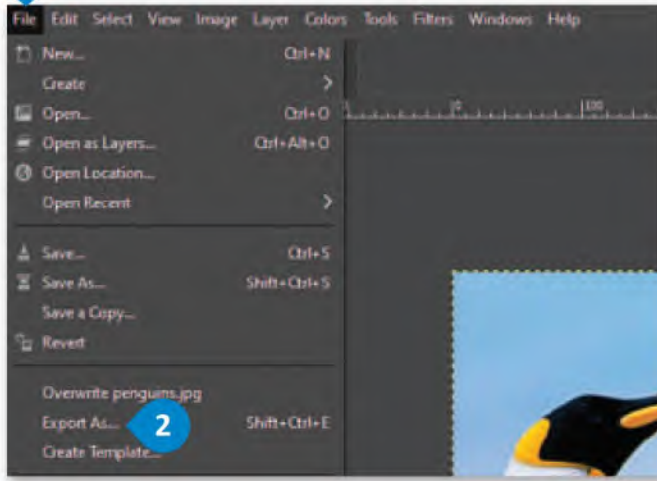 File Edit Select View Image Layer Colors Tools Filters Windows Help
New... Ctrl+N
Create >
Open... Ctrl+O
0 100
Open as Layers... Ctrl+Alt+O
Open Location...
Open Recent >
Save... Ctrl+S
Save As... Shift+Ctrl+S
Save a Copy...
Revert
Overwrite penguins.jpg
Export As... 2 Shift+Ctrl+E
Create Template...